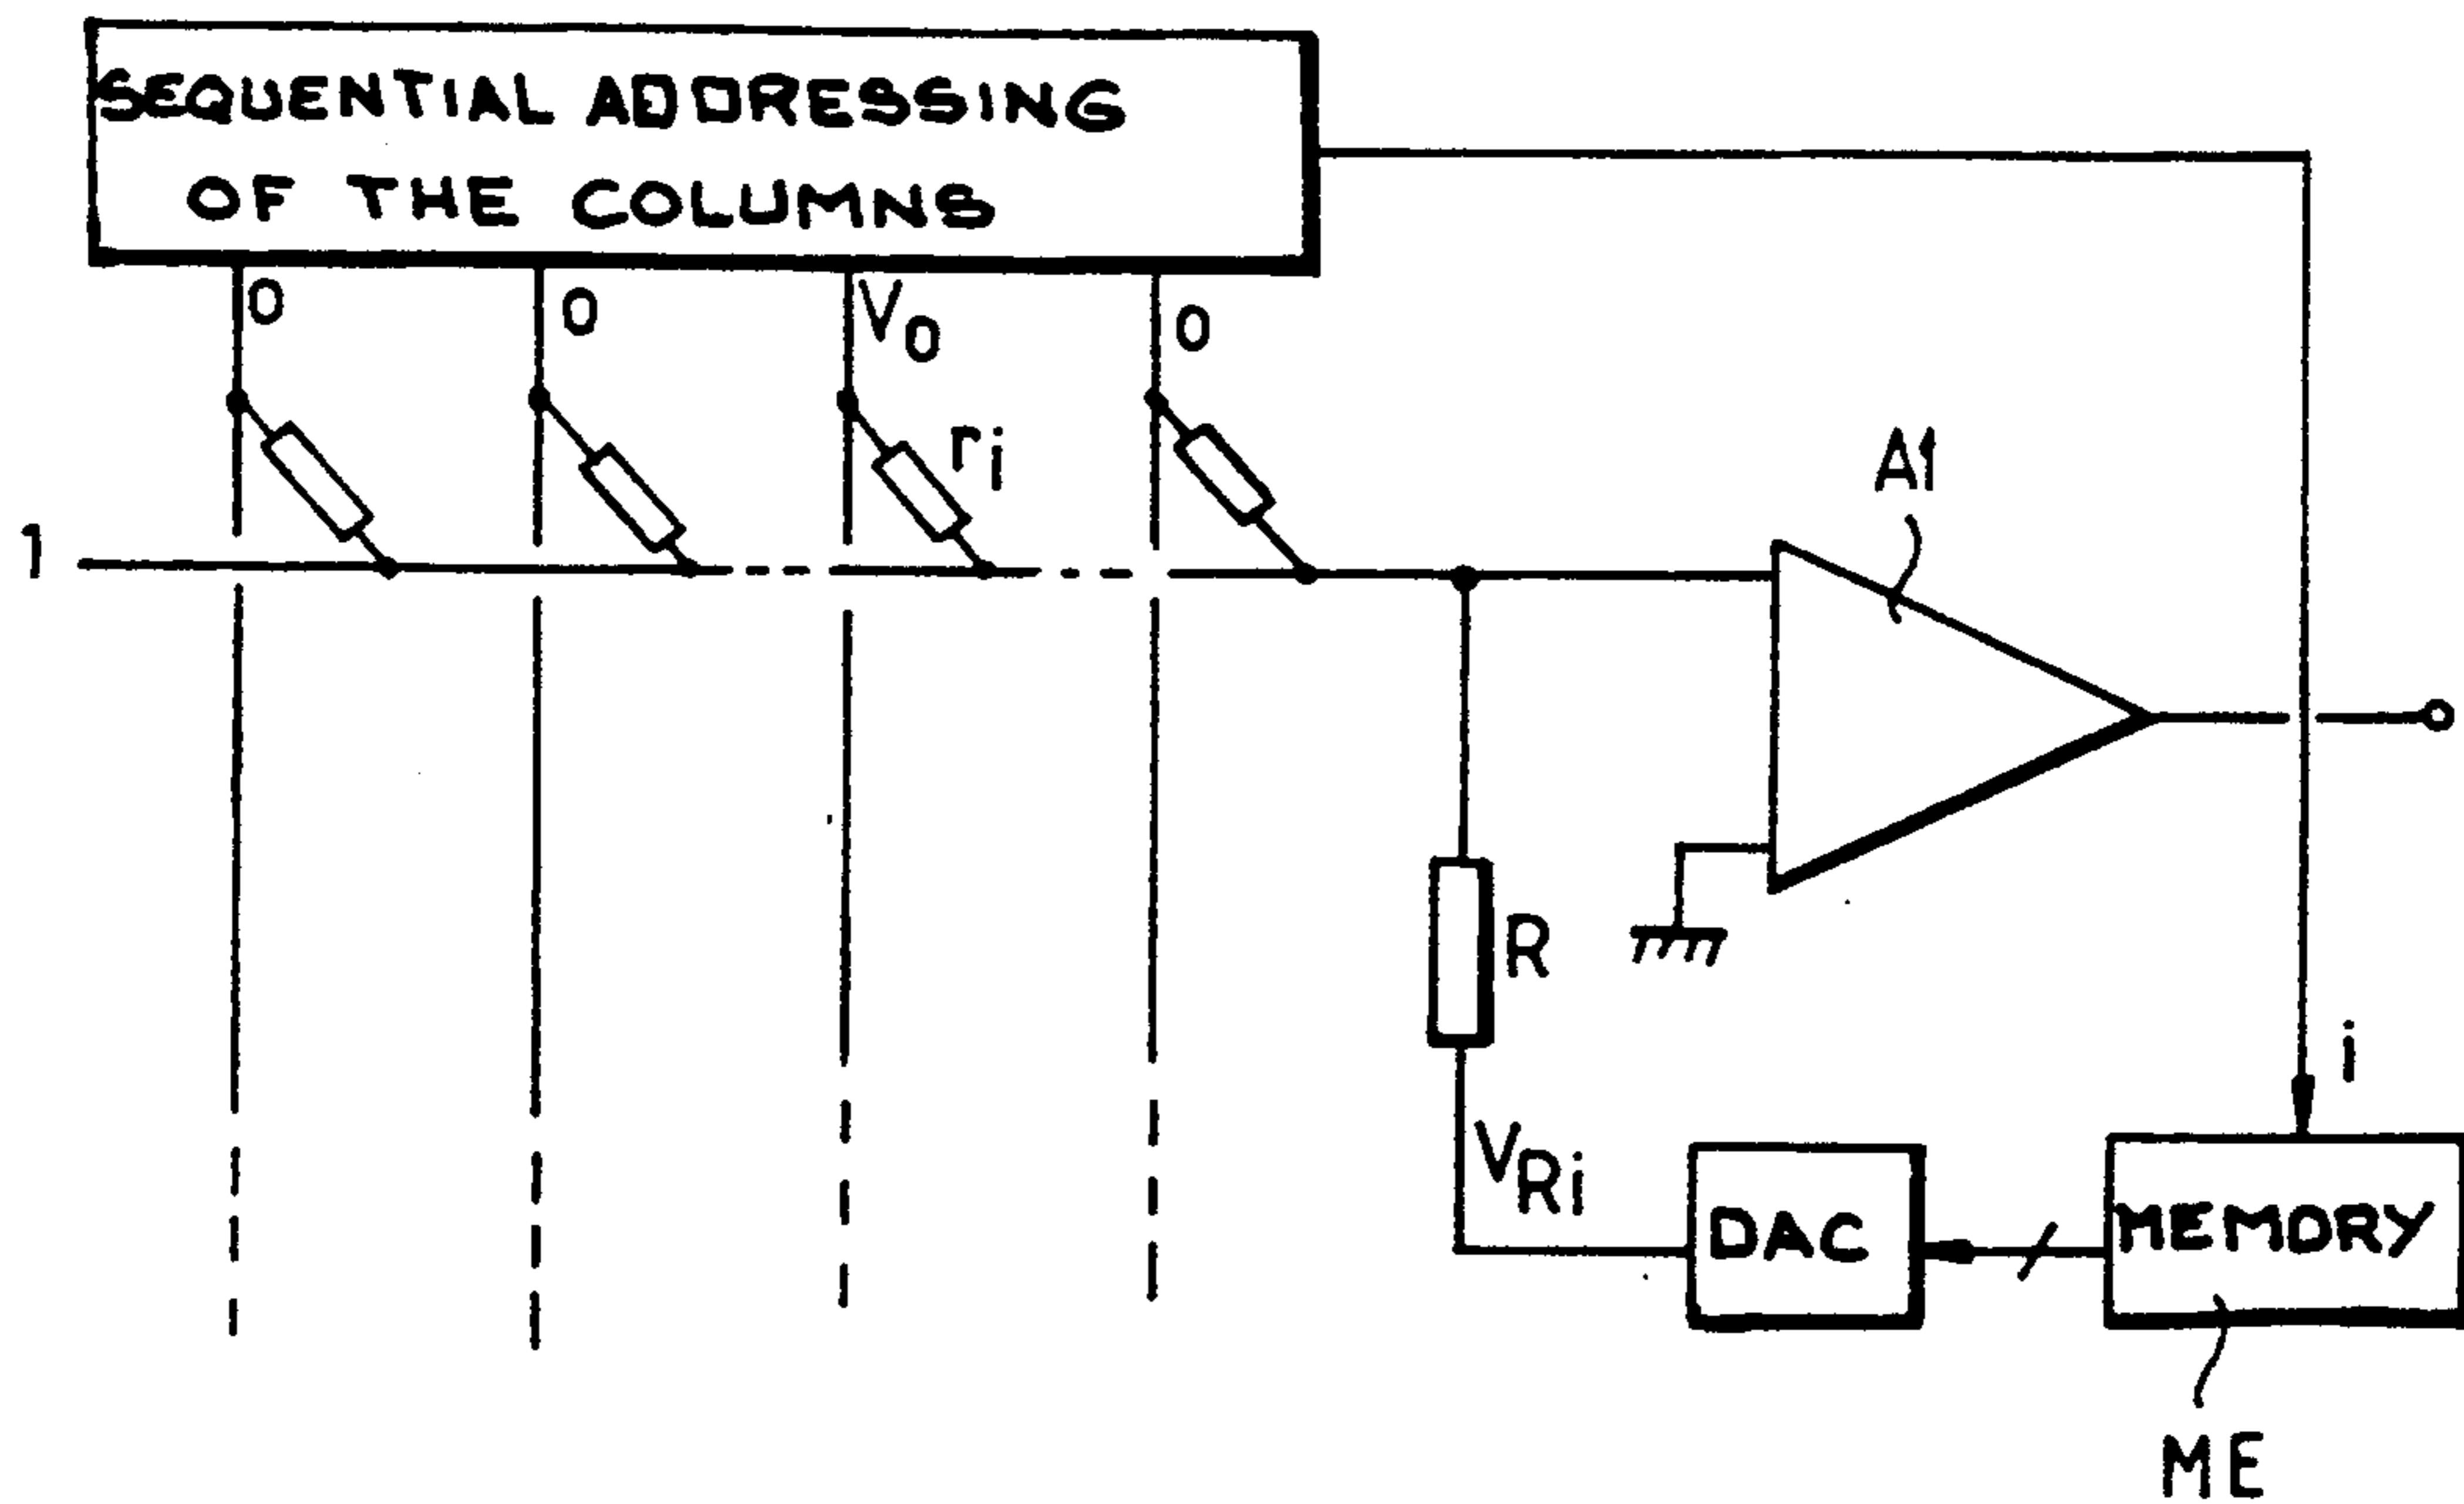 SEQUENTIAL ADDRESSING
OF THE COLUMNS
0
0
V0
0
ri
A1
1
R
i
VRi
DAC
MEMORY
ME